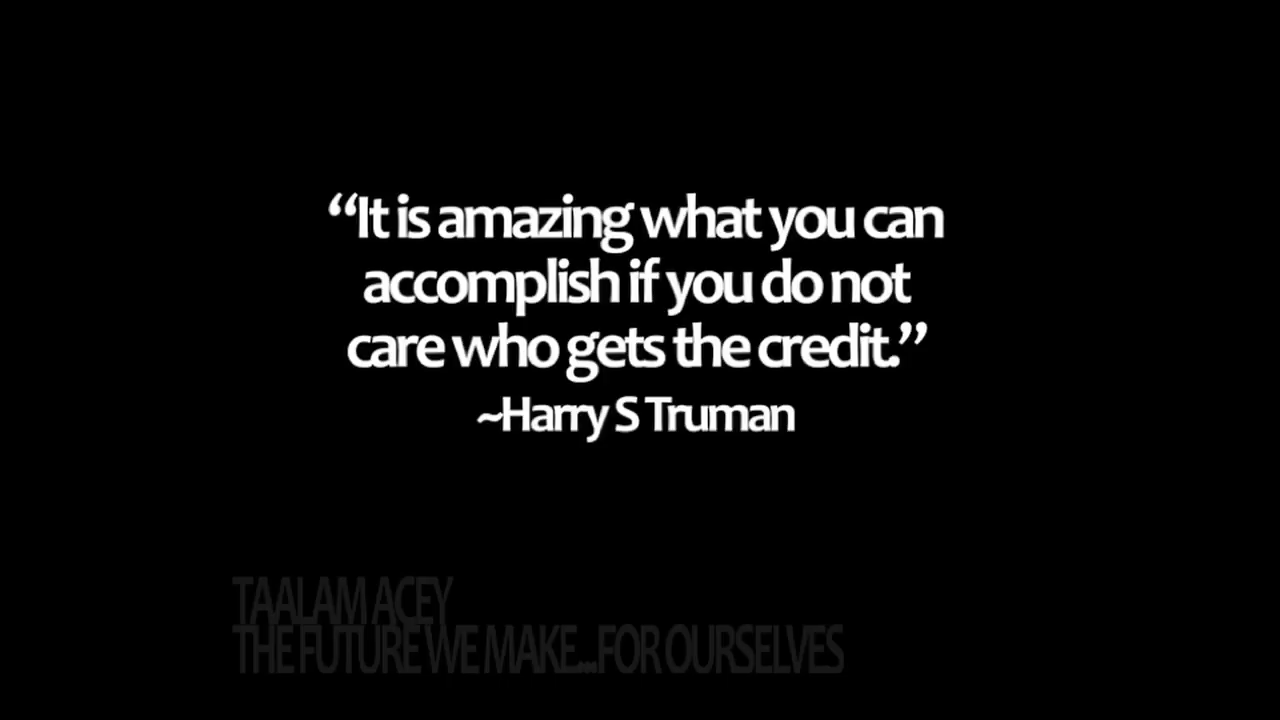 “It is amazing what you can
accomplish if you do not
care who gets the credit.”
~Harry S Truman
TAALAM ACEY
THE FUTURE WE MAKE...FOR OURSELVES